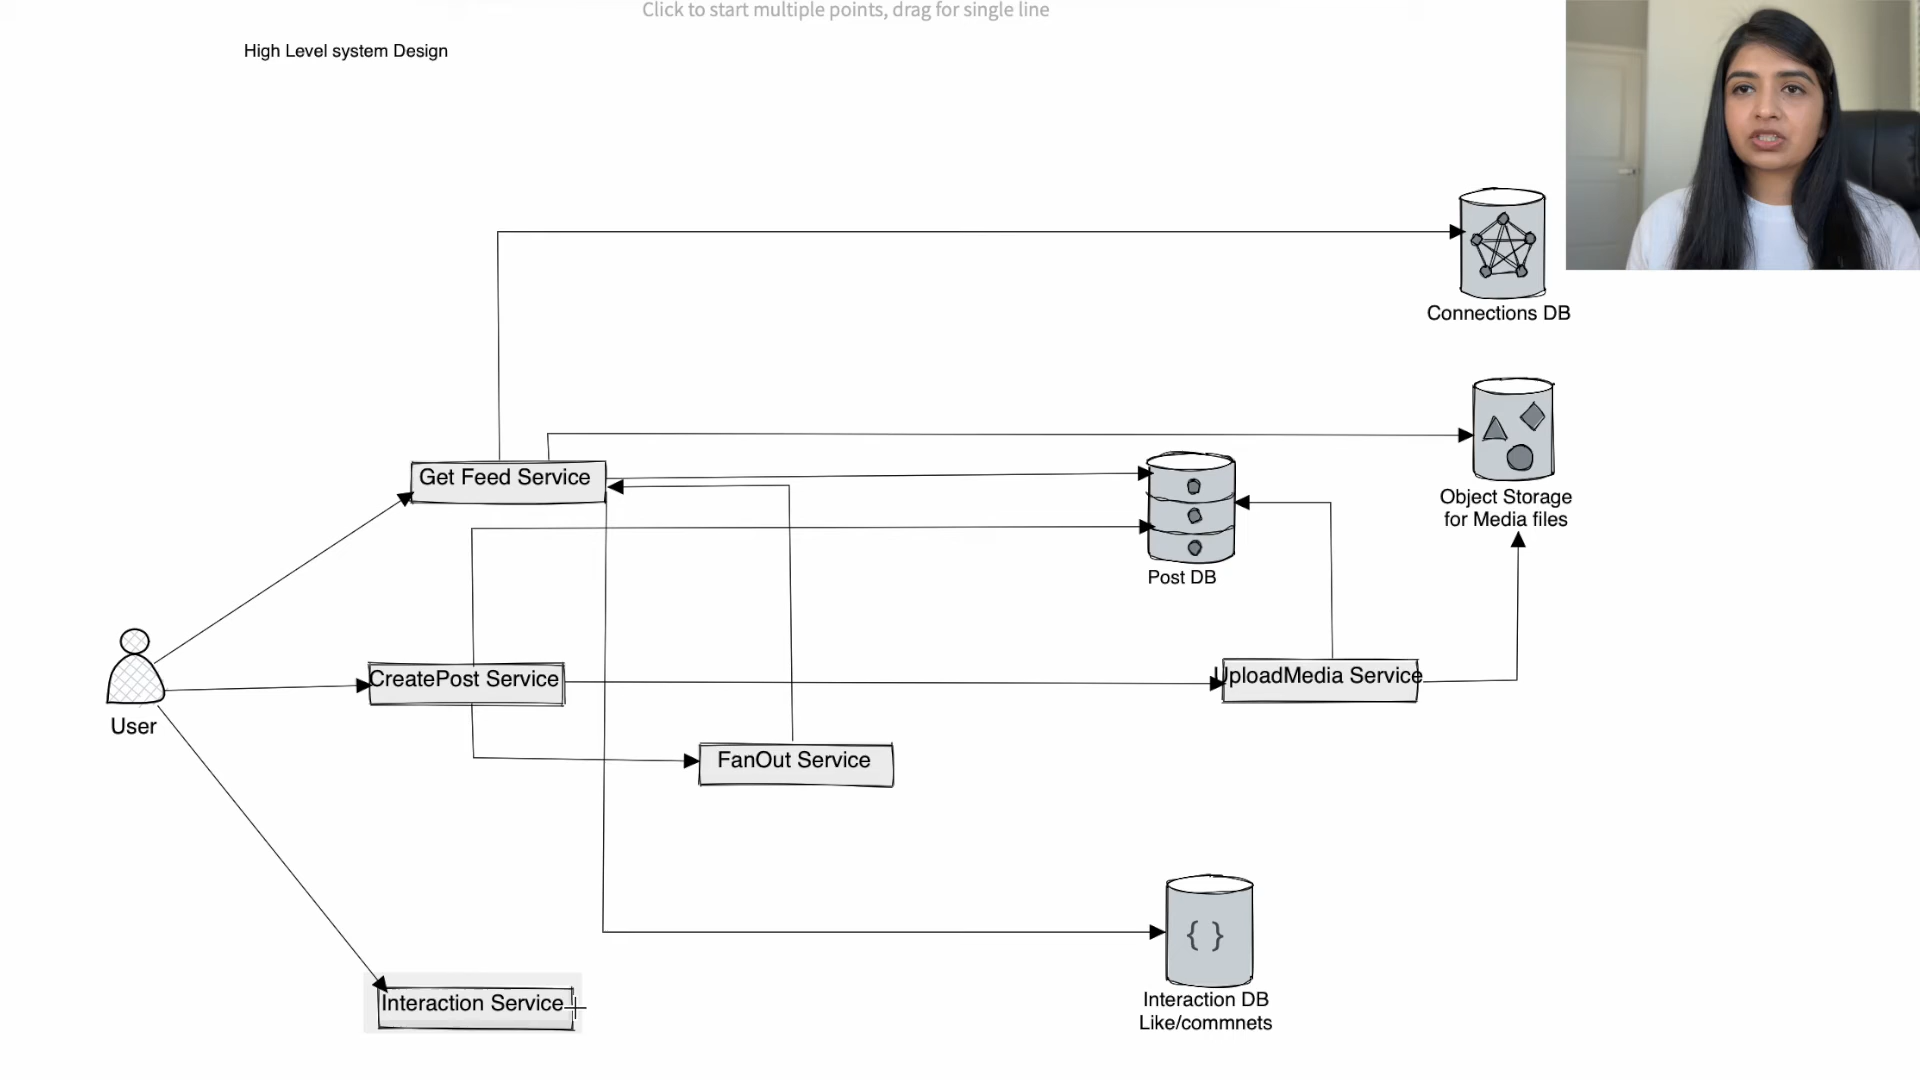 Click to start multiple points, drag for single line
High Level system Design
Connections DB
Object Storage
for Media files
Get Feed Service
Post DB
CreatePost Service
UploadMedia Service
User
FanOut Service
{ }
Interaction DB
Like/commnets
Interaction Service